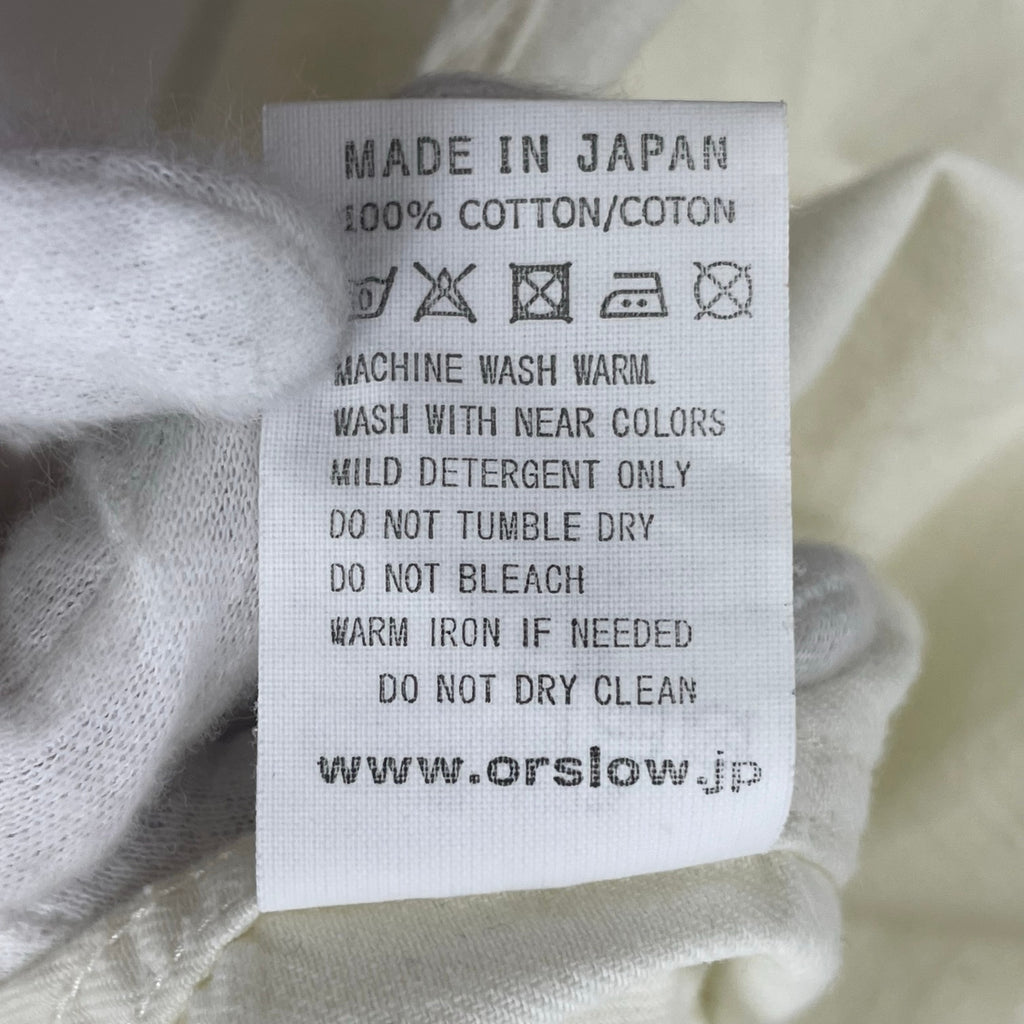 MADE IN JAPAN
100% COTTON/COTON
MACHINE WASH WARM
WASH WITH NEAR COLORS
MILD DETERGENT ONLY
DO NOT TUMBLE DRY
DO NOT BLEACH
WARM IRON IF NEEDED
DO NOT DRY CLEAN
www.orslow.jp